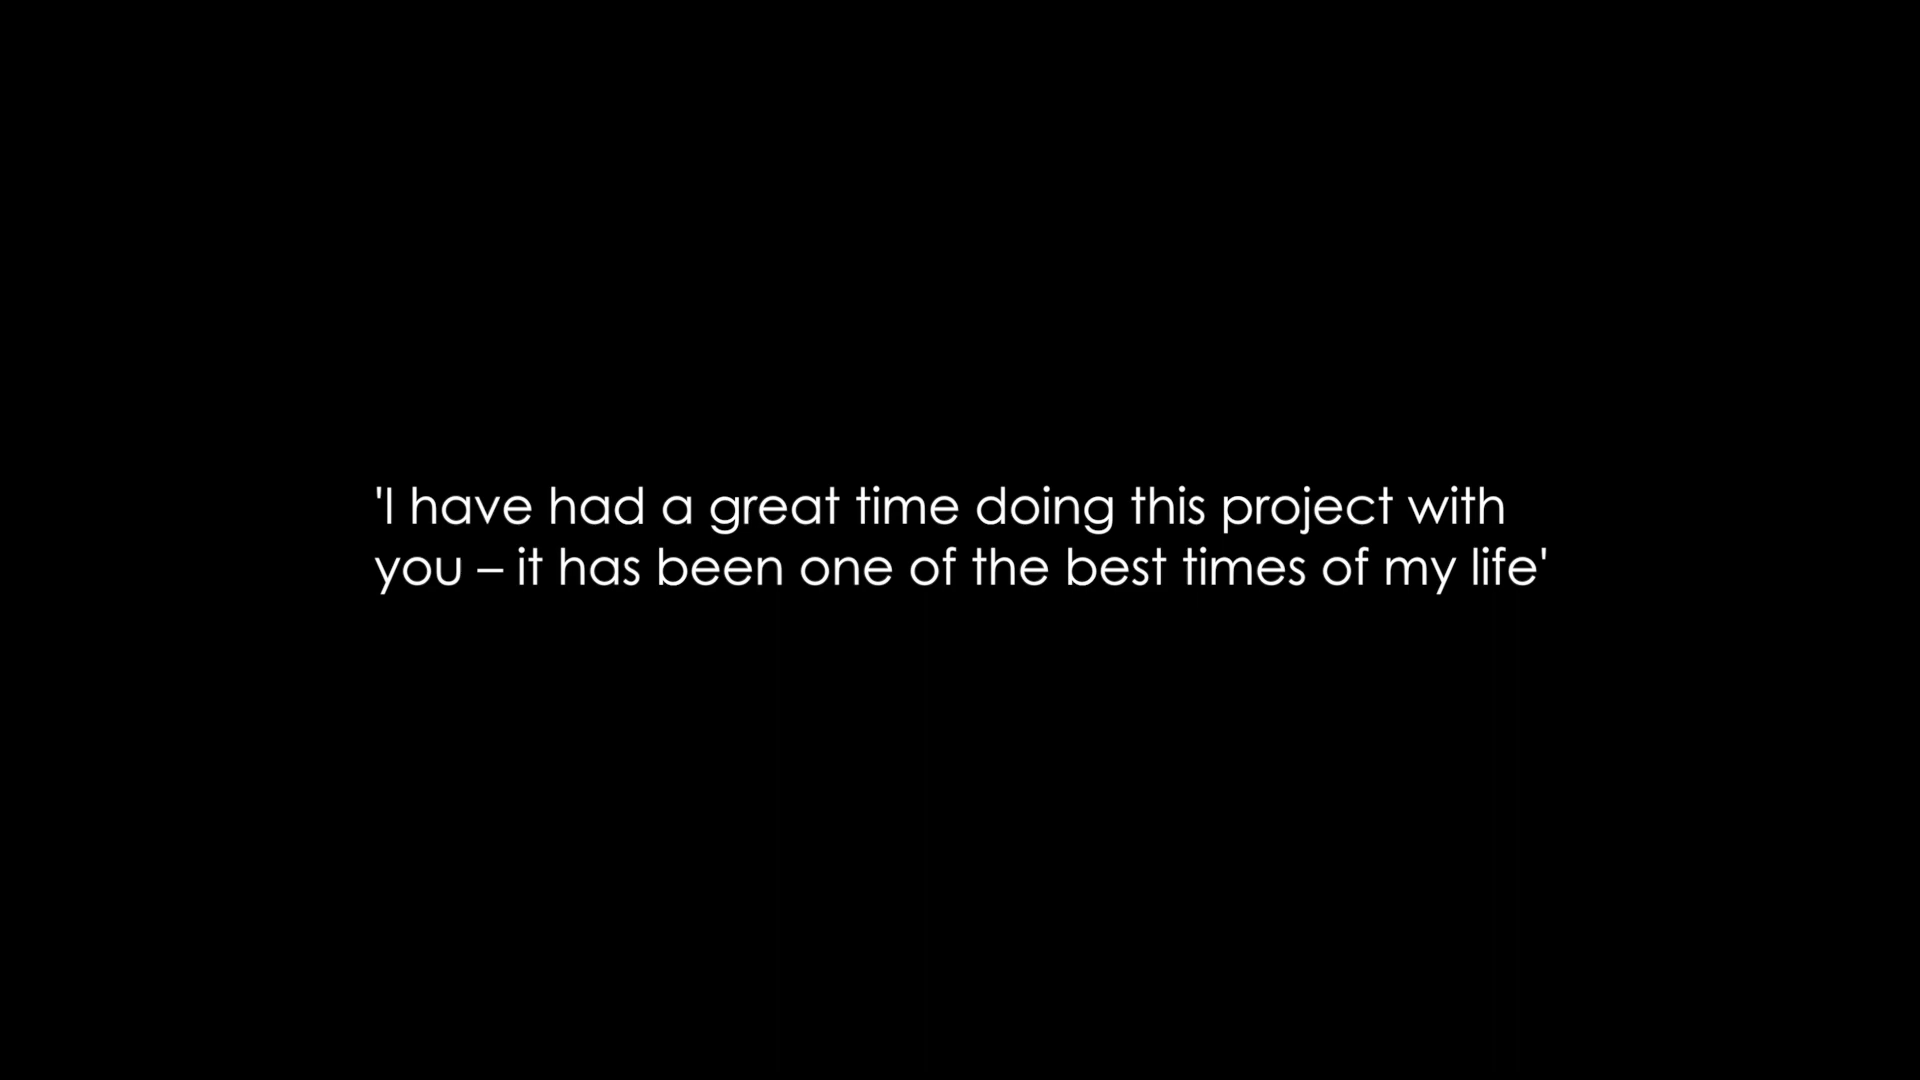 'I have had a great time doing this project with
you – it has been one of the best times of my life'